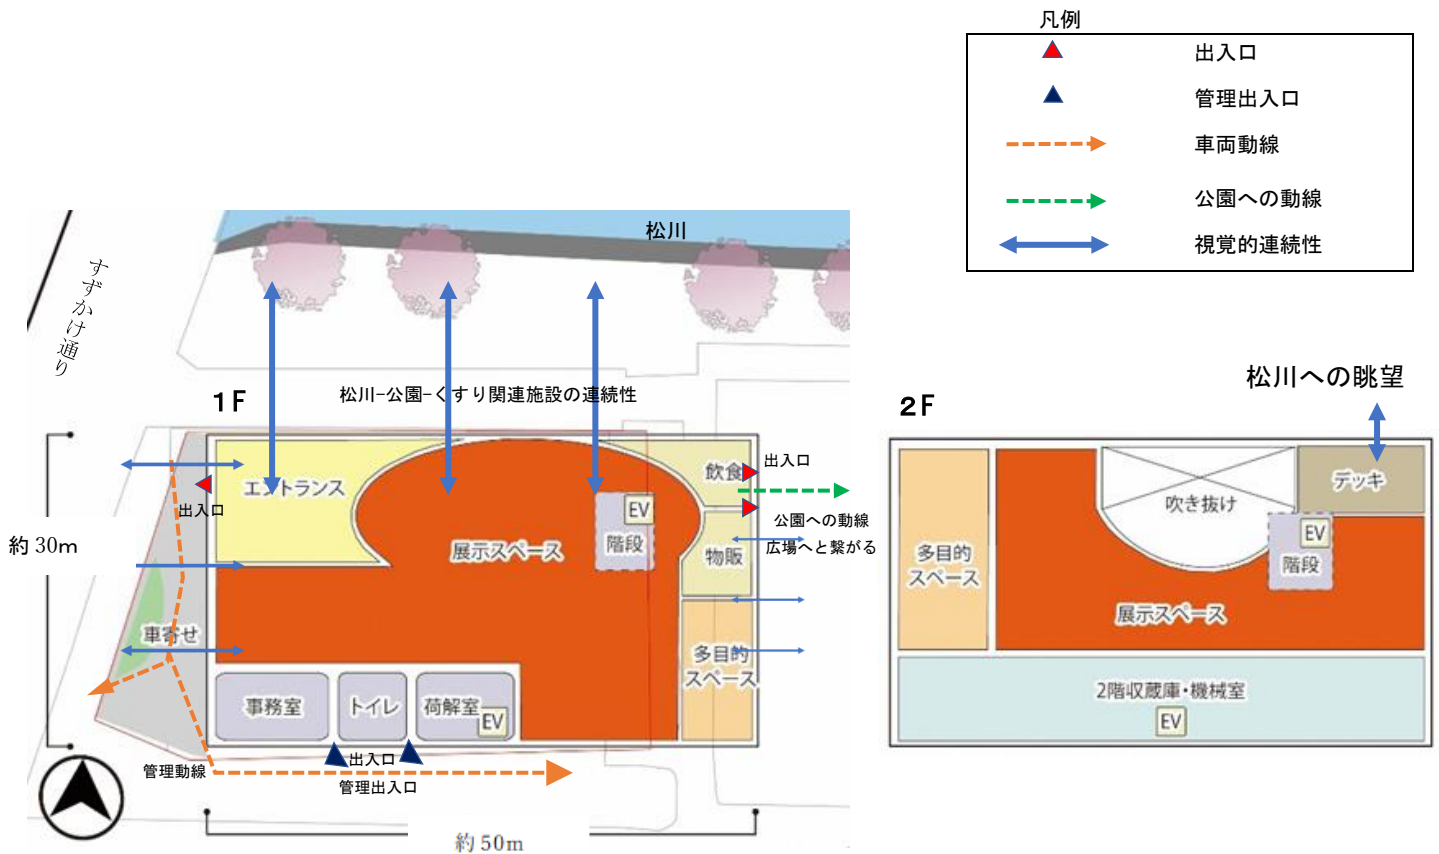 凡例
出入口
管理出入口
車両動線
公園への動線
視覚的連続性
松川
すずかけ通り
1F
松川-公園-くすり関連施設の連続性
エントランス
出入口
飲食
出入口
EV
階段
展示スペース
物販
公園への動線
広場へと繋がる
約30m
車寄せ
多目的
スペース
事務室
トイレ
荷解室
EV
出入口
管理動線
管理出入口
約50m
松川への眺望
2F
デッキ
吹き抜け
EV
階段
多目的
スペース
展示スペース
2階収蔵庫・機械室
EV